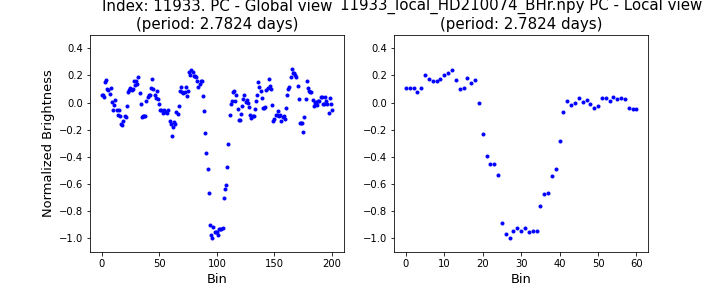 Index: 11933. PC - Global view
(period: 2.7824 days)
11933_local_HD210074_BHr.npy PC - Local view
(period: 2.7824 days)
Normalized Brightness
0.4
0.2
0.0
−0.2
−0.4
−0.6
−0.8
−1.0
0 50 100 150 200
Bin
0.4
0.2
0.0
−0.2
−0.4
−0.6
−0.8
−1.0
0 10 20 30 40 50 60
Bin